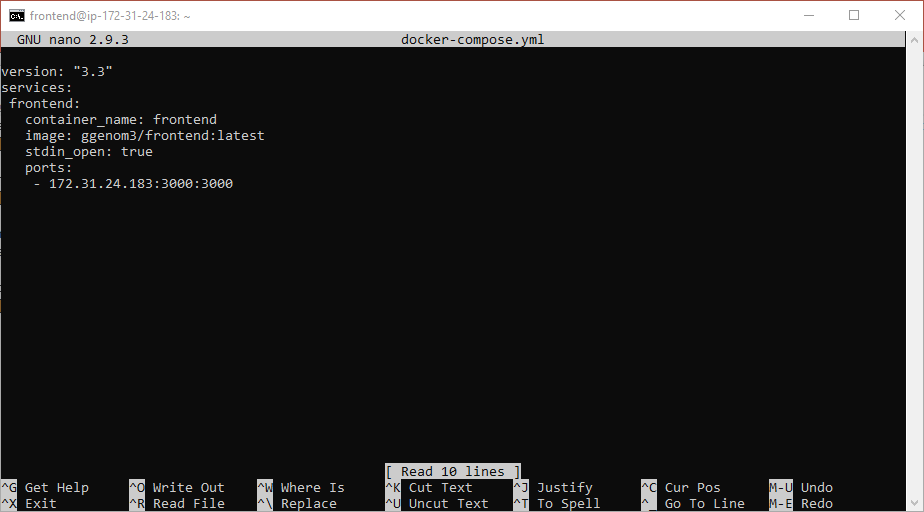 frontend@ip-172-31-24-183: ~
GNU nano 2.9.3 docker-compose.yml
version: "3.3"
services:
 frontend:
   container_name: frontend
   image: ggenom3/frontend:latest
   stdin_open: true
   ports:
    - 172.31.24.183:3000:3000
[ Read 10 lines ]
^G Get Help ^O Write Out ^W Where Is ^K Cut Text ^J Justify ^C Cur Pos M-U Undo
^X Exit ^R Read File ^\ Replace ^U Uncut Text ^T To Spell ^_ Go To Line M-E Redo